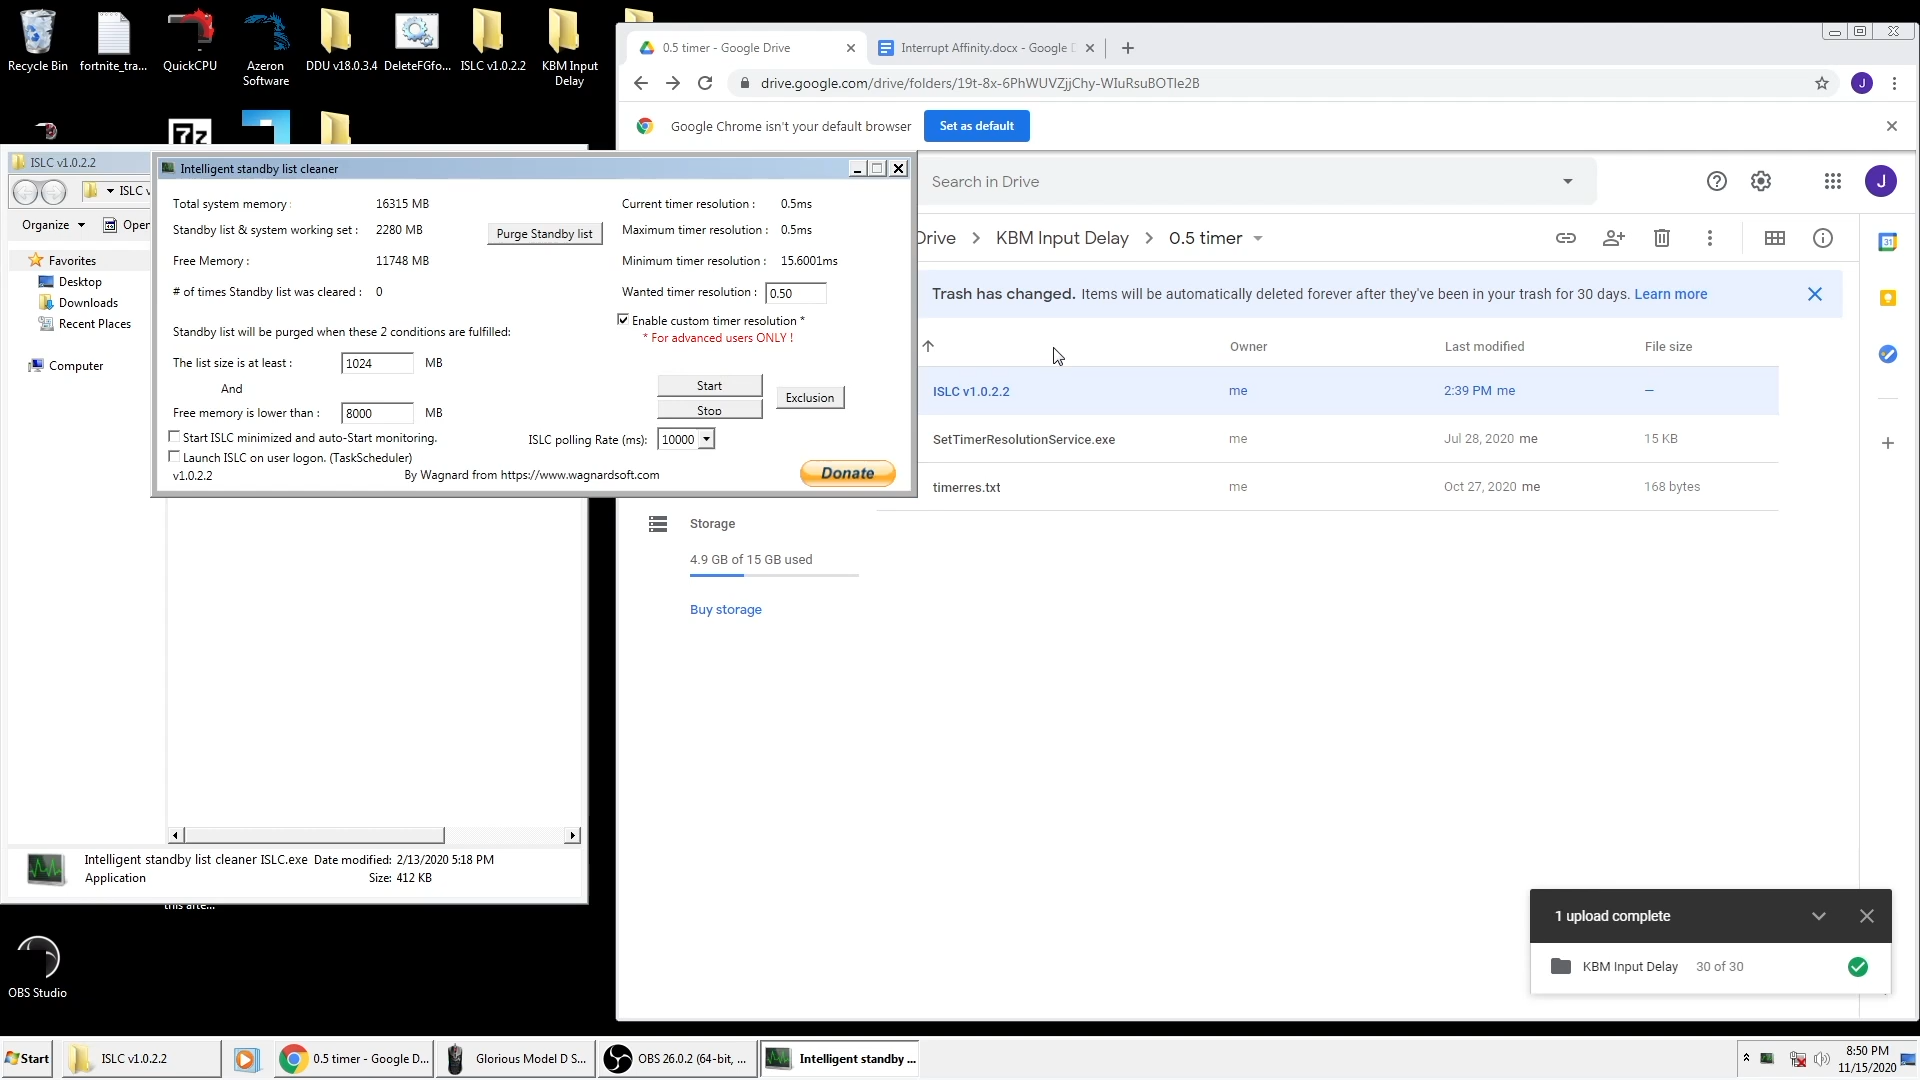 Recycle Bin
fortnite_tra...
QuickCPU
Azeron Software
DDU v18.0.3.4
DeleteFGfo...
ISLC v1.0.2.2
KBM Input Delay
7z
0.5 timer - Google Drive
Interrupt Affinity.docx - Google D
drive.google.com/drive/folders/19t-8x-6PhWUVZjjChy-WIuRsuBOTle2B
J
Google Chrome isn't your default browser
Set as default
ISLC v1.0.2.2
ISLC v
Organize
Open
Favorites
Desktop
Downloads
Recent Places
Computer
Intelligent standby list cleaner
Total system memory :
16315 MB
Standby list & system working set :
2280 MB
Purge Standby list
Free Memory :
11748 MB
# of times Standby list was cleared :
0
Standby list will be purged when these 2 conditions are fulfilled:
The list size is at least :
1024
MB
And
Free memory is lower than :
8000
MB
Start ISLC minimized and auto-Start monitoring.
Launch ISLC on user logon. (TaskScheduler)
v1.0.2.2
By Wagnard from https://www.wagnardsoft.com
Current timer resolution :
0.5ms
Maximum timer resolution :
0.5ms
Minimum timer resolution :
15.6001ms
Wanted timer resolution :
0.50
Enable custom timer resolution *
* For advanced users ONLY !
Start
Stop
Exclusion
ISLC polling Rate (ms):
10000
Donate
Search in Drive
J
Drive
KBM Input Delay
0.5 timer
31
Trash has changed. Items will be automatically deleted forever after they've been in your trash for 30 days. Learn more
Owner
Last modified
File size
ISLC v1.0.2.2
me
2:39 PM me
—
SetTimerResolutionService.exe
me
Jul 28, 2020 me
15 KB
timerres.txt
me
Oct 27, 2020 me
168 bytes
Storage
4.9 GB of 15 GB used
Buy storage
Intelligent standby list cleaner ISLC.exe
Date modified: 2/13/2020 5:18 PM
Application
Size: 412 KB
this afte...
OBS Studio
1 upload complete
KBM Input Delay
30 of 30
Start
ISLC v1.0.2.2
0.5 timer - Google D...
Glorious Model D S...
OBS 26.0.2 (64-bit, ...
Intelligent standby ...
8:50 PM
11/15/2020